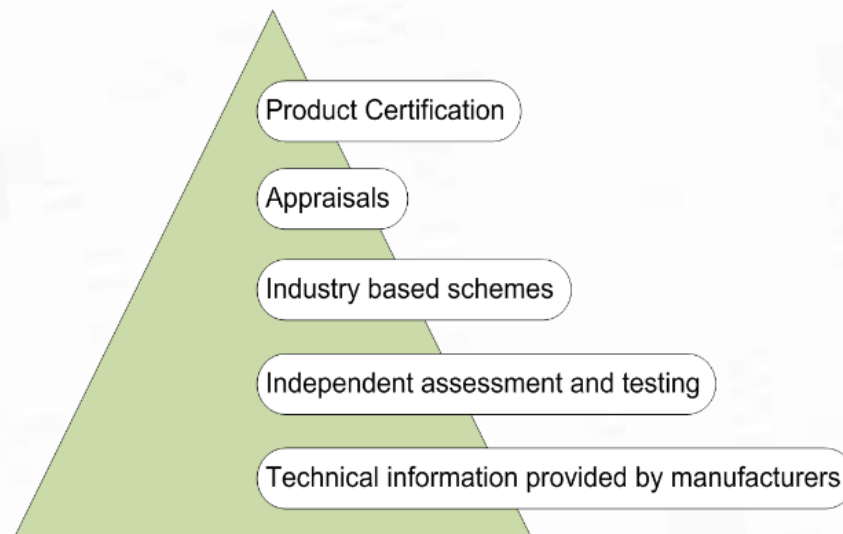 Product Certification
Appraisals
Industry based schemes
Independent assessment and testing
Technical information provided by manufacturers